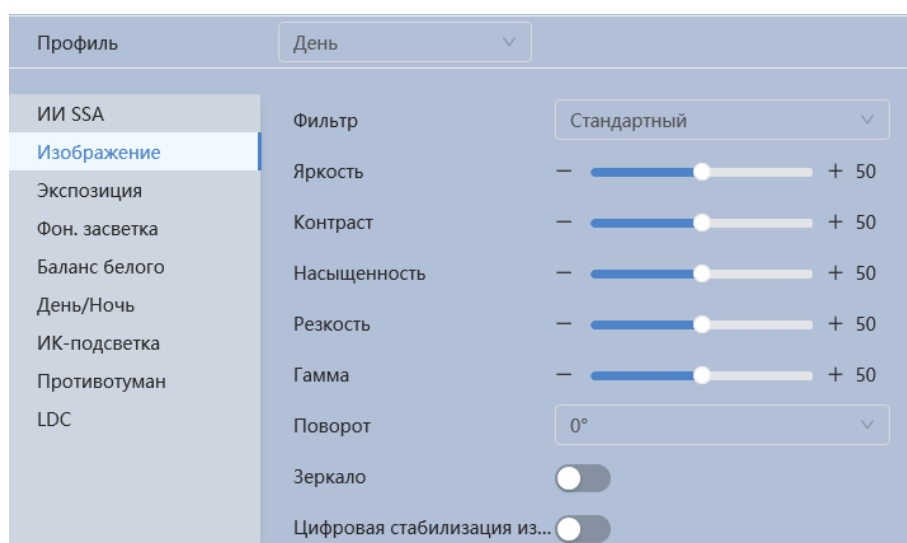 Профиль День
ИИ SSA
Изображение
Экспозиция
Фон. засветка
Баланс белого
День/Ночь
ИК-подсветка
Противотуман
LDC
Фильтр Стандартный
Яркость − + 50
Контраст − + 50
Насыщенность − + 50
Резкость − + 50
Гамма − + 50
Поворот 0°
Зеркало
Цифровая стабилизация из...